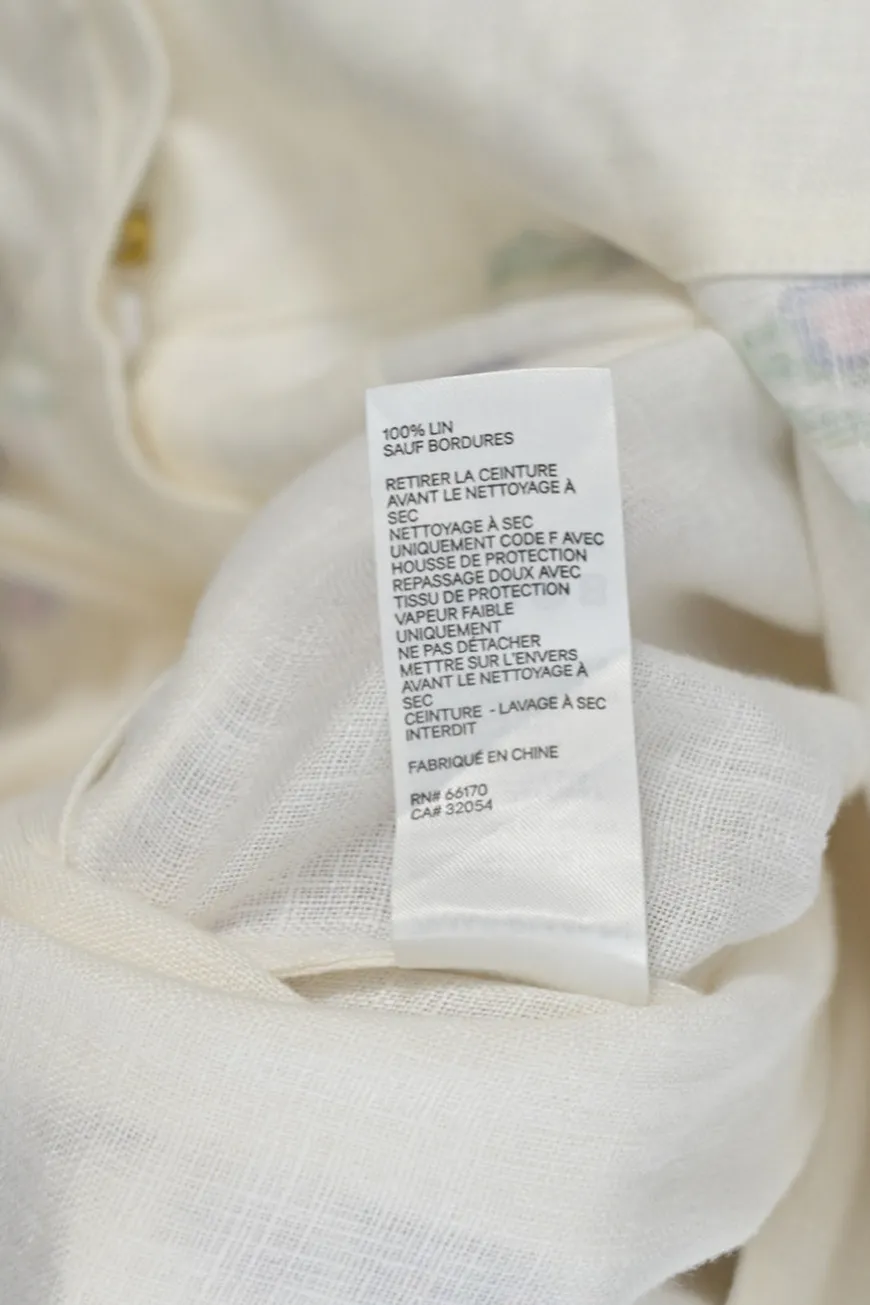 100% LIN
SAUF BORDURES
RETIRER LA CEINTURE
AVANT LE NETTOYAGE À
SEC
NETTOYAGE À SEC
UNIQUEMENT CODE F AVEC
HOUSSE DE PROTECTION
REPASSAGE DOUX AVEC
TISSU DE PROTECTION
VAPEUR FAIBLE
UNIQUEMENT
NE PAS DÉTACHER
METTRE SUR L'ENVERS
AVANT LE NETTOYAGE À
SEC
CEINTURE - LAVAGE À SEC
INTERDIT
FABRIQUÉ EN CHINE
RN# 66170
CA# 32054